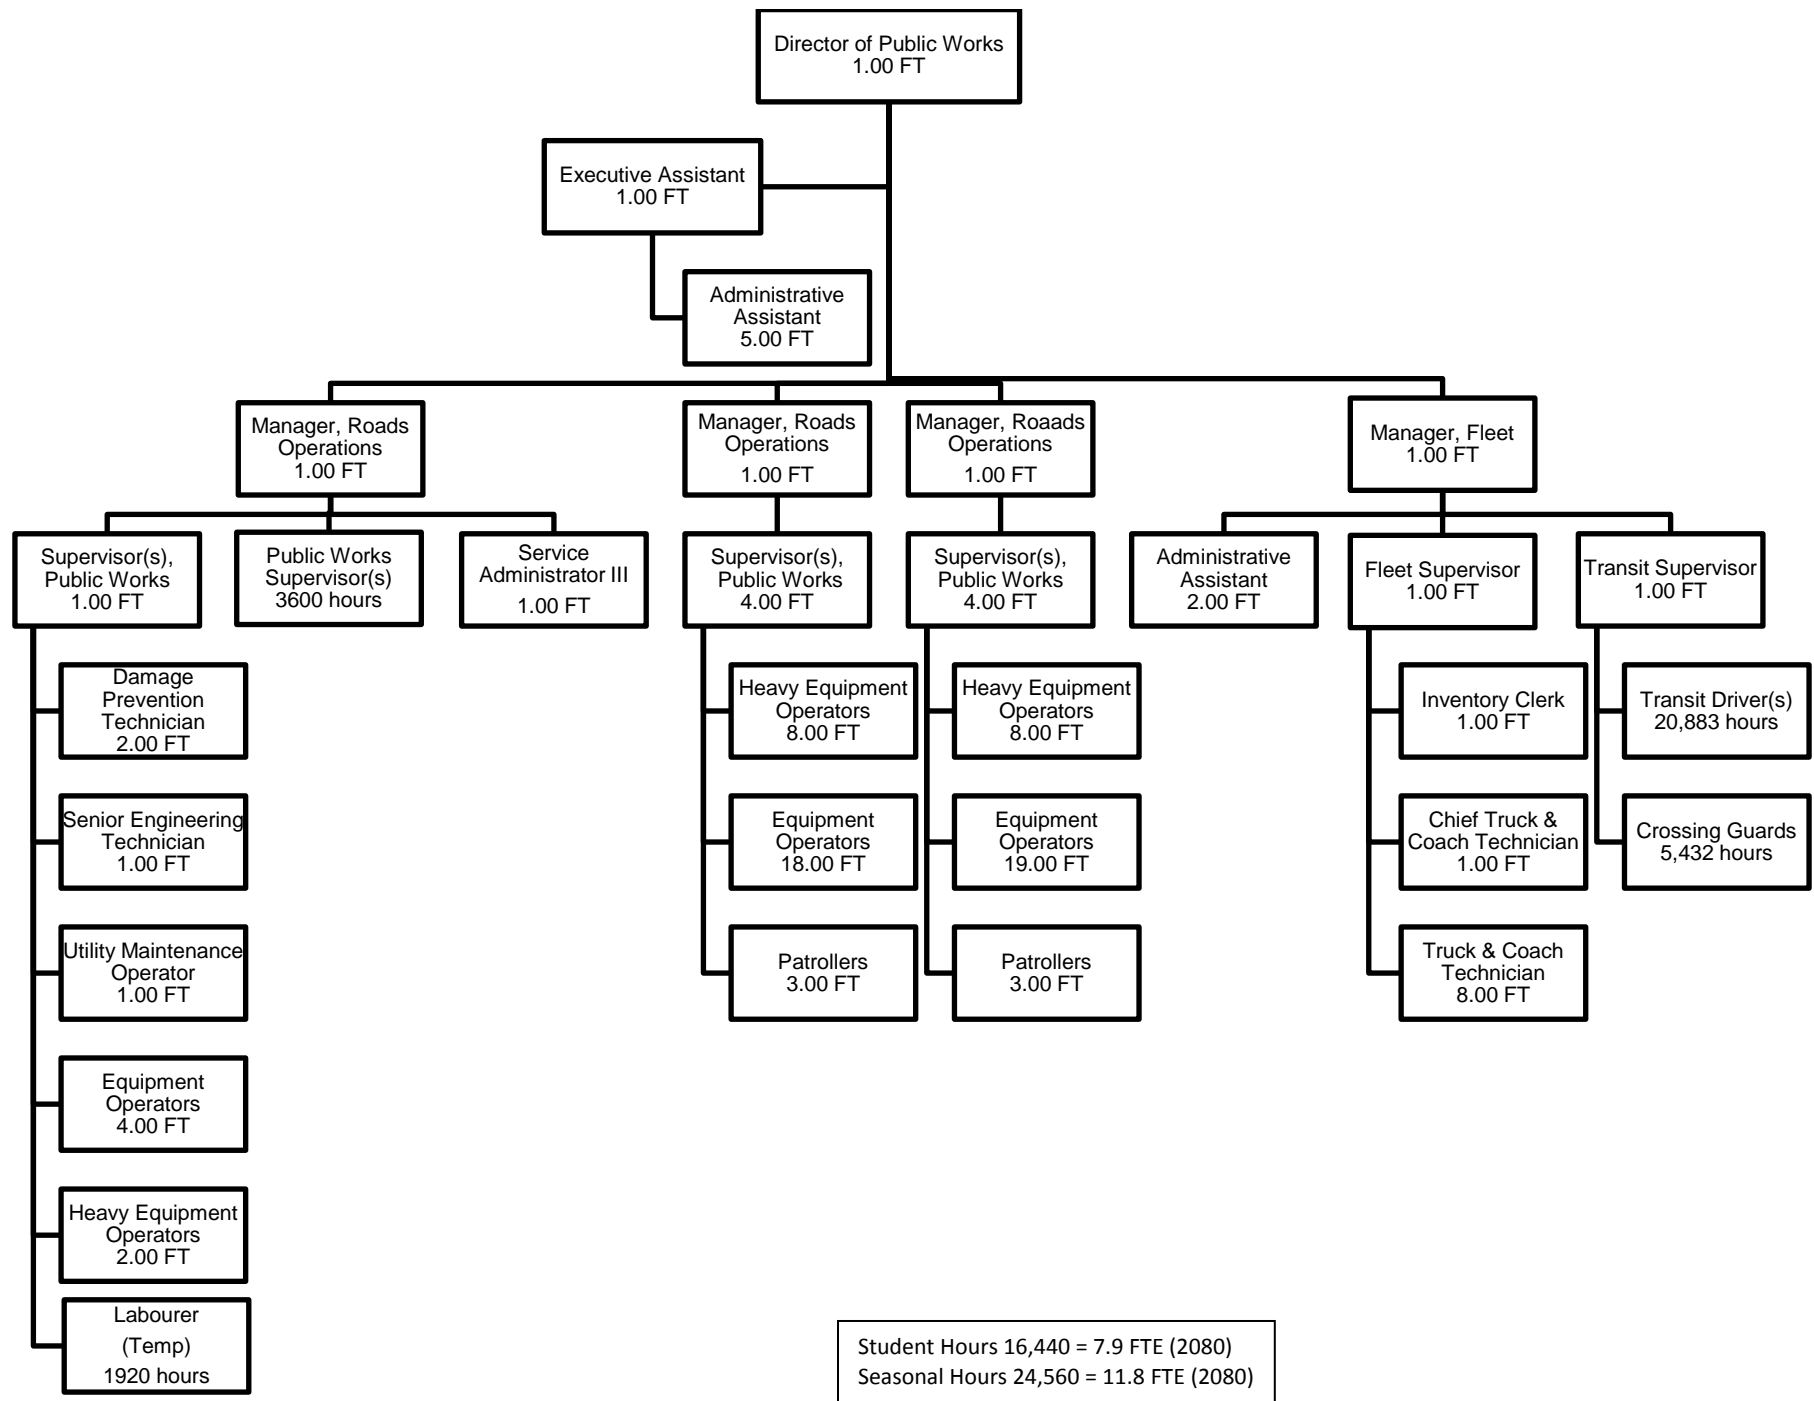 Director of Public Works
1.00 FT
Executive Assistant
1.00 FT
Administrative
Assistant
5.00 FT
Manager, Roads
Operations
1.00 FT
Manager, Roads
Operations
1.00 FT
Manager, Roaads
Operations
1.00 FT
Manager, Fleet
1.00 FT
Supervisor(s),
Public Works
1.00 FT
Public Works
Supervisor(s)
3600 hours
Service
Administrator III
1.00 FT
Supervisor(s),
Public Works
4.00 FT
Supervisor(s),
Public Works
4.00 FT
Administrative
Assistant
2.00 FT
Fleet Supervisor
1.00 FT
Transit Supervisor
1.00 FT
Damage
Prevention
Technician
2.00 FT
Senior Engineering
Technician
1.00 FT
Utility Maintenance
Operator
1.00 FT
Equipment
Operators
4.00 FT
Heavy Equipment
Operators
2.00 FT
Labourer
(Temp)
1920 hours
Heavy Equipment
Operators
8.00 FT
Equipment
Operators
18.00 FT
Patrollers
3.00 FT
Heavy Equipment
Operators
8.00 FT
Equipment
Operators
19.00 FT
Patrollers
3.00 FT
Inventory Clerk
1.00 FT
Chief Truck &
Coach Technician
1.00 FT
Truck & Coach
Technician
8.00 FT
Transit Driver(s)
20,883 hours
Crossing Guards
5,432 hours
Student Hours 16,440 = 7.9 FTE (2080)
Seasonal Hours 24,560 = 11.8 FTE (2080)